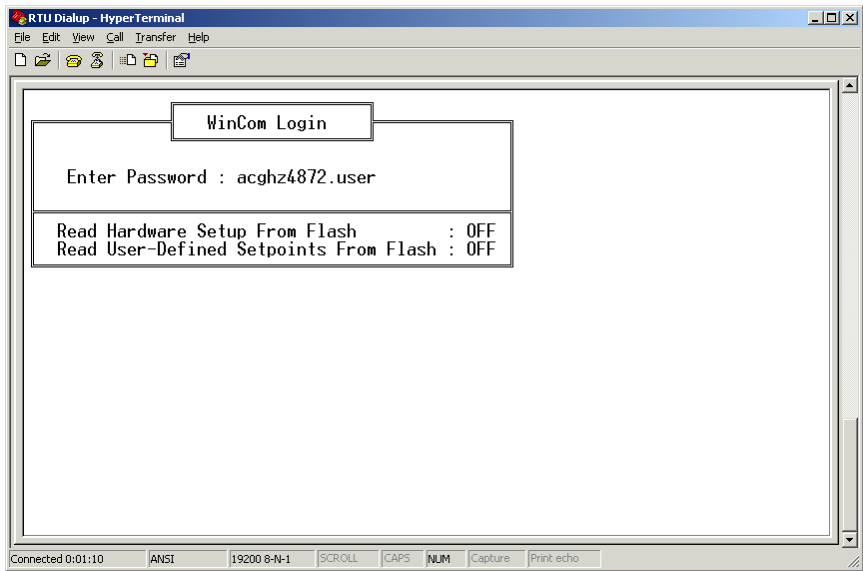 RTU Dialup - HyperTerminal
File Edit View Call Transfer Help
WinCom Login
Enter Password : acghz4872.user
Read Hardware Setup From Flash : OFF
Read User-Defined Setpoints From Flash : OFF
Connected 0:01:10 ANSI 19200 8-N-1 SCROLL CAPS NUM Capture Print echo